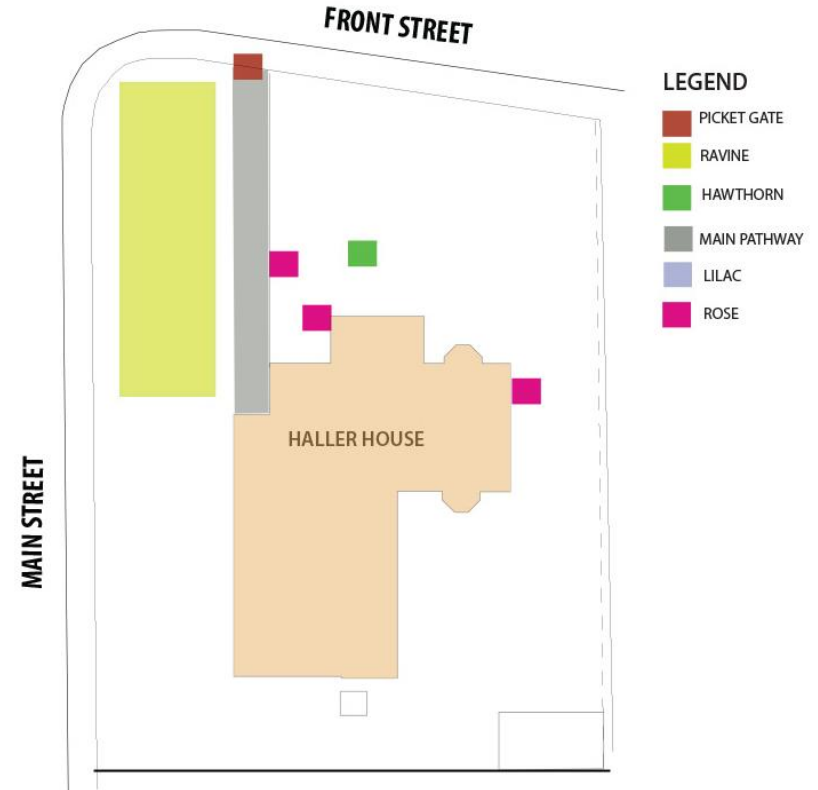 FRONT STREET
LEGEND
PICKET GATE
RAVINE
HAWTHORN
MAIN PATHWAY
LILAC
ROSE
HALLER HOUSE
MAIN STREET